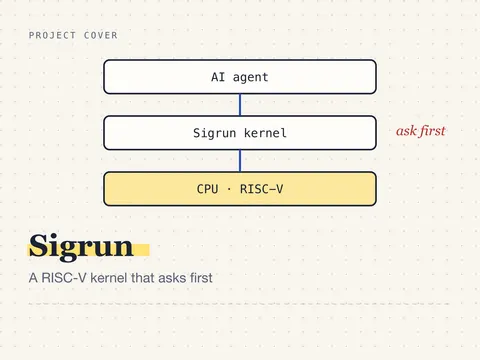 PROJECT COVER
AI agent
Sigrun kernel
ask first
CPU · RISC-V
Sigrun
A RISC-V kernel that asks first